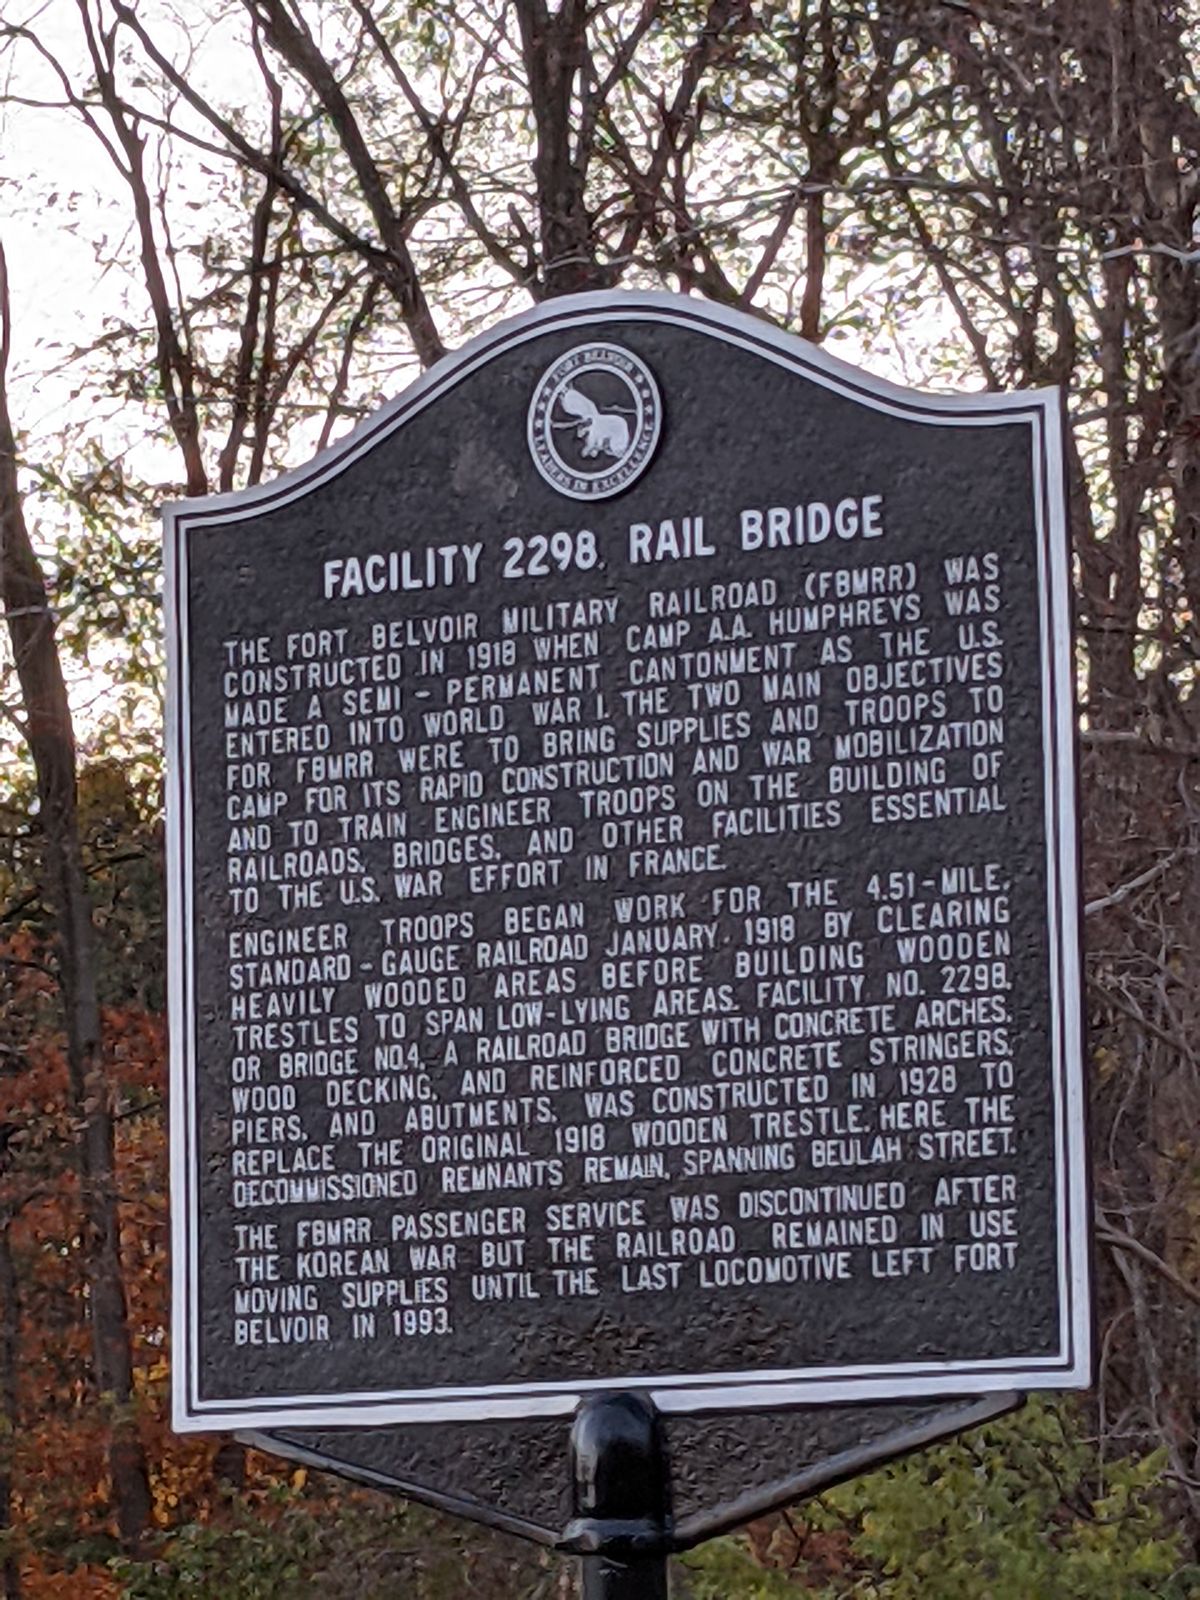 FORT BELVOIR
LEADERS IN EXCELLENCE
FACILITY 2298, RAIL BRIDGE
THE FORT BELVOIR MILITARY RAILROAD (FBMRR) WAS
CONSTRUCTED IN 1918 WHEN CAMP A.A. HUMPHREYS WAS
MADE A SEMI - PERMANENT CANTONMENT AS THE U.S.
ENTERED INTO WORLD WAR I. THE TWO MAIN OBJECTIVES
FOR FBMRR WERE TO BRING SUPPLIES AND TROOPS TO
CAMP FOR ITS RAPID CONSTRUCTION AND WAR MOBILIZATION
AND TO TRAIN ENGINEER TROOPS ON THE BUILDING OF
RAILROADS, BRIDGES, AND OTHER FACILITIES ESSENTIAL
TO THE U.S. WAR EFFORT IN FRANCE.
ENGINEER TROOPS BEGAN WORK FOR THE 4.51-MILE,
STANDARD - GAUGE RAILROAD JANUARY, 1918 BY CLEARING
HEAVILY WOODED AREAS BEFORE BUILDING WOODEN
TRESTLES TO SPAN LOW-LYING AREAS. FACILITY NO. 2298,
OR BRIDGE NO.4, A RAILROAD BRIDGE WITH CONCRETE ARCHES,
WOOD DECKING, AND REINFORCED CONCRETE STRINGERS,
PIERS, AND ABUTMENTS, WAS CONSTRUCTED IN 1928 TO
REPLACE THE ORIGINAL 1918 WOODEN TRESTLE. HERE THE
DECOMMISSIONED REMNANTS REMAIN, SPANNING BEULAH STREET.
THE FBMRR PASSENGER SERVICE WAS DISCONTINUED AFTER
THE KOREAN WAR BUT THE RAILROAD REMAINED IN USE
MOVING SUPPLIES UNTIL THE LAST LOCOMOTIVE LEFT FORT
BELVOIR IN 1993.